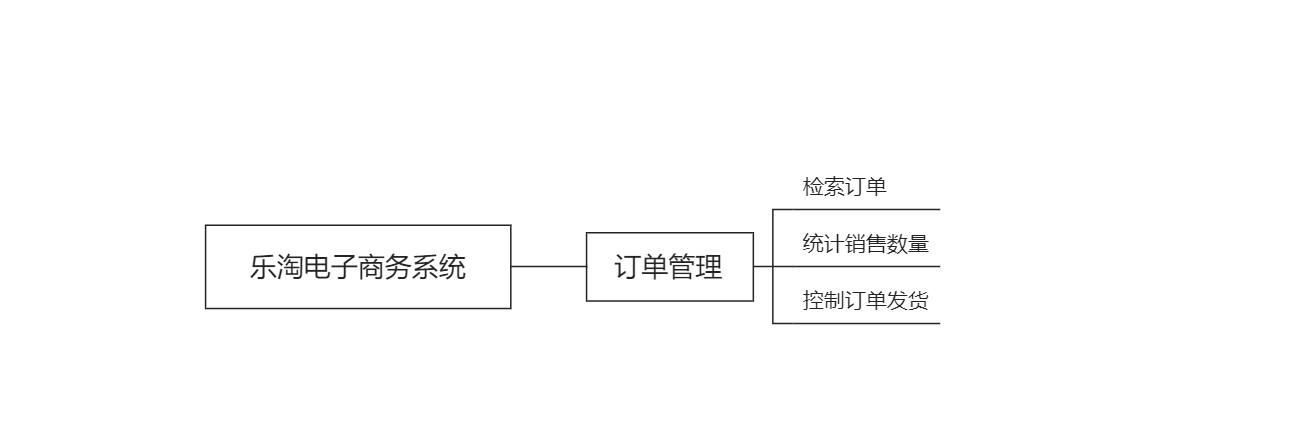 乐淘电子商务系统
订单管理
检索订单
统计销售数量
控制订单发货